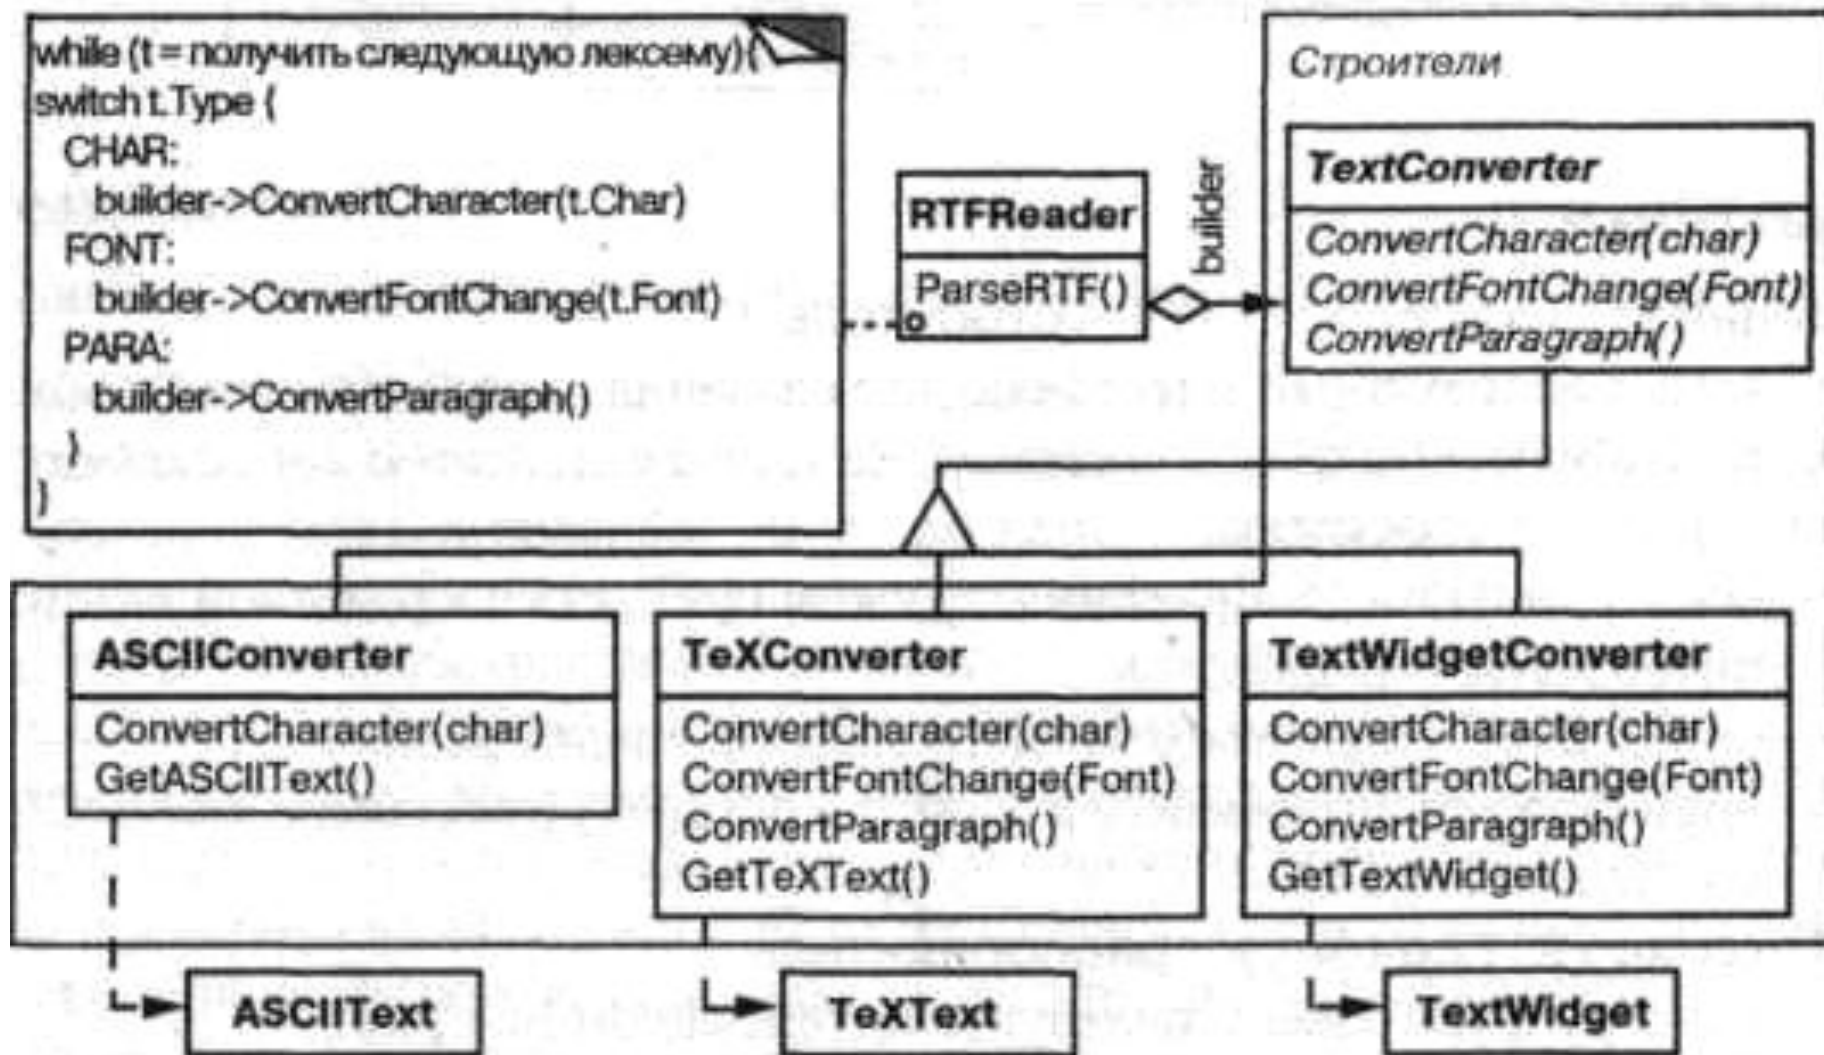 while (t = получить следующую лексему){
switch t.Type {
CHAR:
builder->ConvertCharacter(t.Char)
FONT:
builder->ConvertFontChange(t.Font)
PARA:
builder->ConvertParagraph()
}
}
RTFReader
ParseRTF()
builder
Строители
TextConverter
ConvertCharacter(char)
ConvertFontChange(Font)
ConvertParagraph()
ASCIIConverter
ConvertCharacter(char)
GetASCIIText()
TeXConverter
ConvertCharacter(char)
ConvertFontChange(Font)
ConvertParagraph()
GetTeXText()
TextWidgetConverter
ConvertCharacter(char)
ConvertFontChange(Font)
ConvertParagraph()
GetTextWidget()
ASCIIText
TeXText
TextWidget